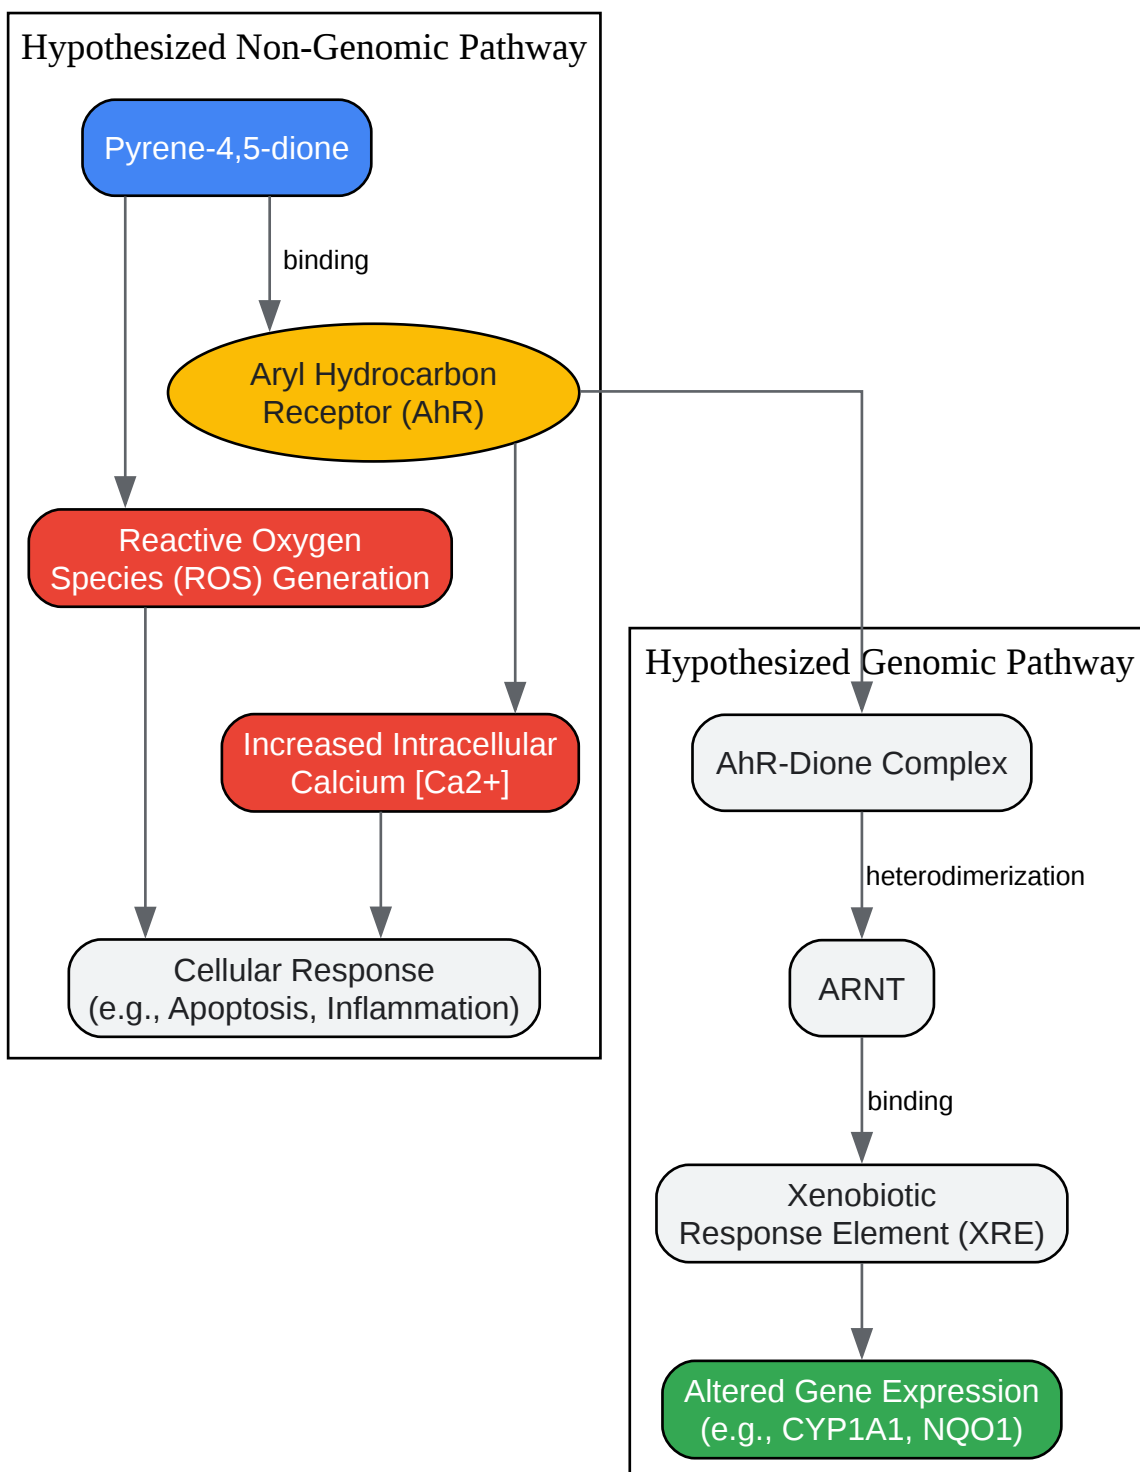 Hypothesized Non-Genomic Pathway
Pyrene-4,5-dione
binding
Aryl Hydrocarbon
Receptor (AhR)
Reactive Oxygen
Species (ROS) Generation
Increased Intracellular
Calcium [Ca2+]
Cellular Response
(e.g., Apoptosis, Inflammation)
Hypothesized Genomic Pathway
AhR-Dione Complex
heterodimerization
ARNT
binding
Xenobiotic
Response Element (XRE)
Altered Gene Expression
(e.g., CYP1A1, NQO1)